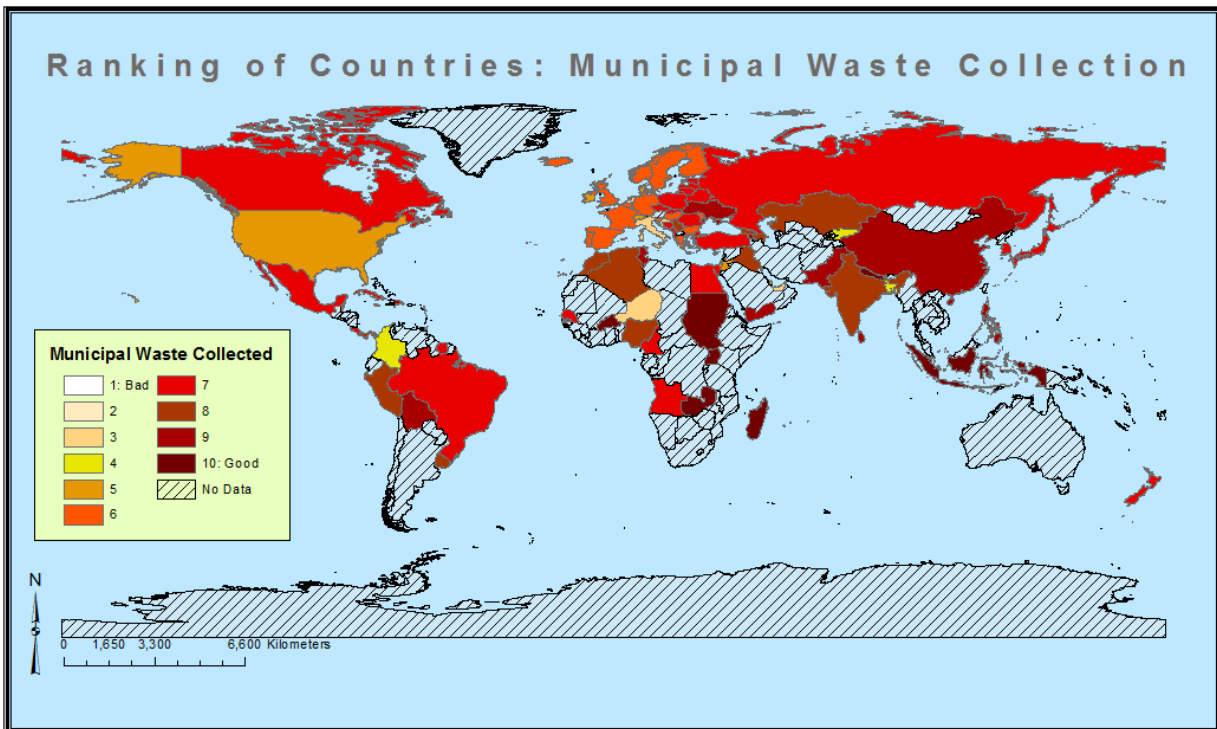 Ranking of Countries: Municipal Waste Collection
Municipal Waste Collected
1: Bad
2
3
4
5
6
7
8
9
10: Good
No Data
N
0 1,650 3,300 6,600 Kilometers